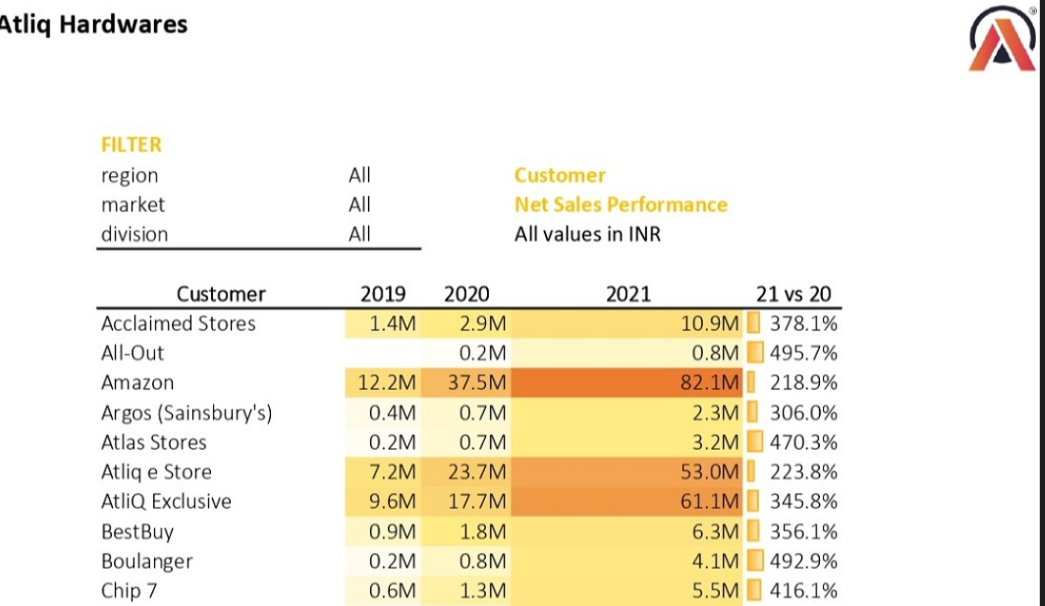 Atliq Hardwares
®
FILTER
region All Customer
market All Net Sales Performance
division All All values in INR
Customer 2019 2020 2021 21 vs 20
Acclaimed Stores 1.4M 2.9M 10.9M 378.1%
All-Out 0.2M 0.8M 495.7%
Amazon 12.2M 37.5M 82.1M 218.9%
Argos (Sainsbury's) 0.4M 0.7M 2.3M 306.0%
Atlas Stores 0.2M 0.7M 3.2M 470.3%
Atliq e Store 7.2M 23.7M 53.0M 223.8%
AtliQ Exclusive 9.6M 17.7M 61.1M 345.8%
BestBuy 0.9M 1.8M 6.3M 356.1%
Boulanger 0.2M 0.8M 4.1M 492.9%
Chip 7 0.6M 1.3M 5.5M 416.1%